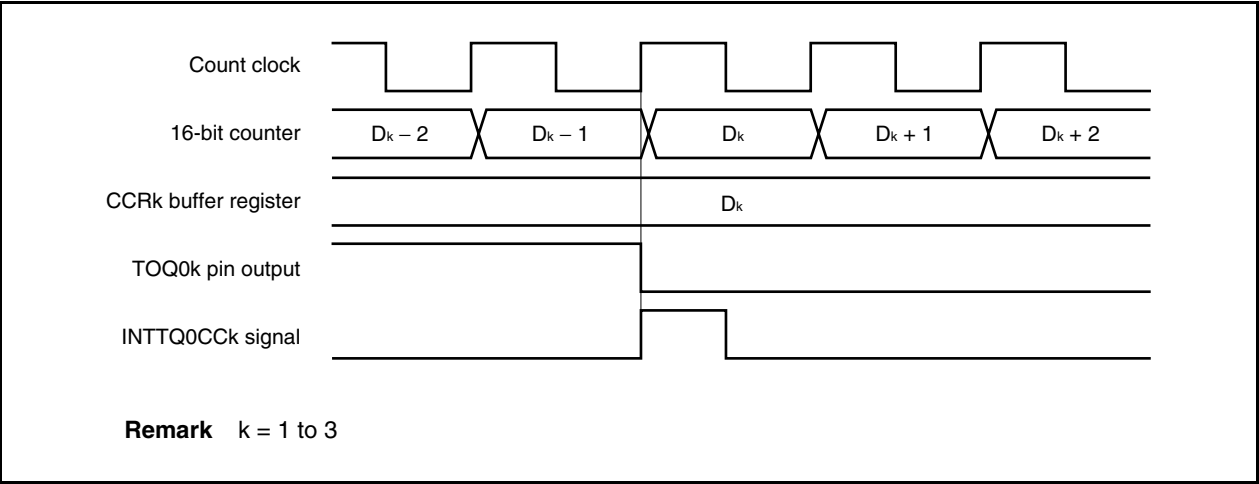 Count clock
16-bit counter
Dk − 2 Dk − 1 Dk Dk + 1 Dk + 2
CCRk buffer register
Dk
TOQ0k pin output
INTTQ0CCk signal
Remark k = 1 to 3